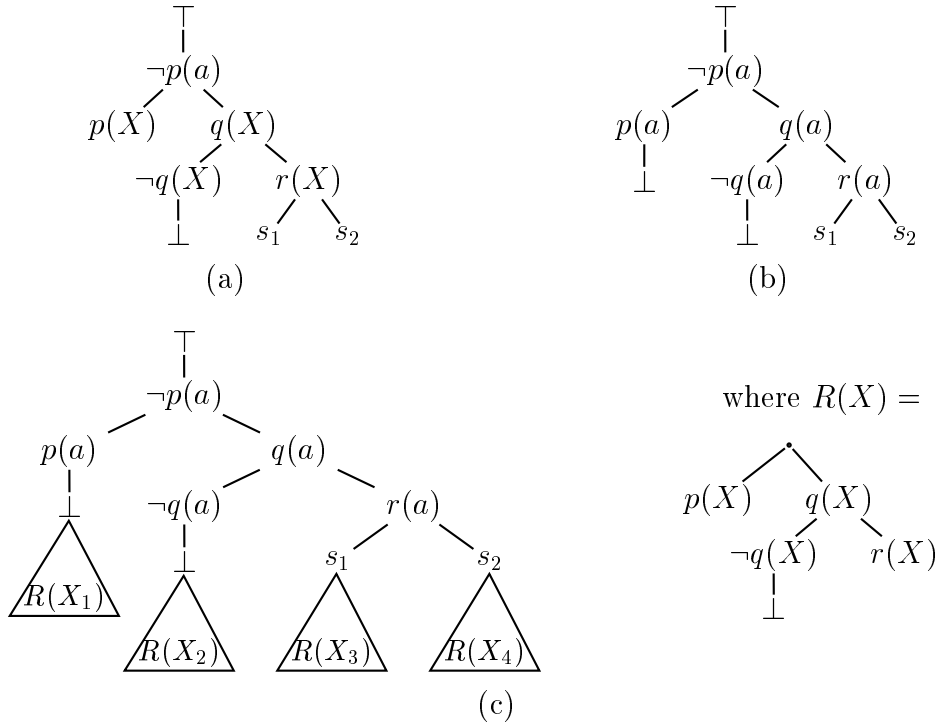 ⊤ ⊤
¬p(a) ¬p(a)
p(X) q(X) p(a) q(a)
¬q(X) r(X) ⊥ ¬q(a) r(a)
⊥ s₁ s₂ ⊥ s₁ s₂
(a) (b)
⊤
¬p(a) where R(X) =
p(a) q(a)
⊥ ¬q(a) r(a) p(X) q(X)
⊥ s₁ s₂ ¬q(X) r(X)
R(X₁) ⊥
R(X₂) R(X₃) R(X₄)
(c)